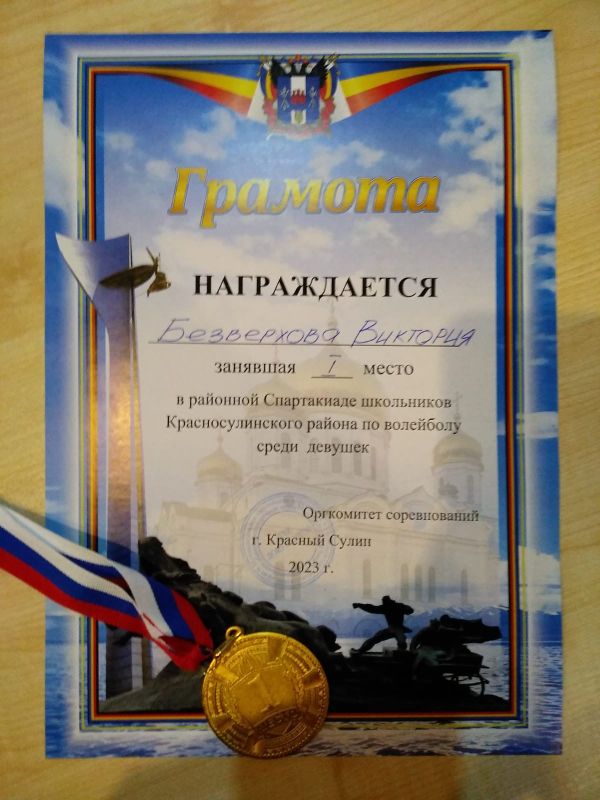 Грамота
НАГРАЖДАЕТСЯ
Безверхова Виктория
занявшая I место
в районной Спартакиаде школьников
Красносулинского района по волейболу
среди девушек
Оргкомитет соревнований
г. Красный Сулин
2023 г.
1